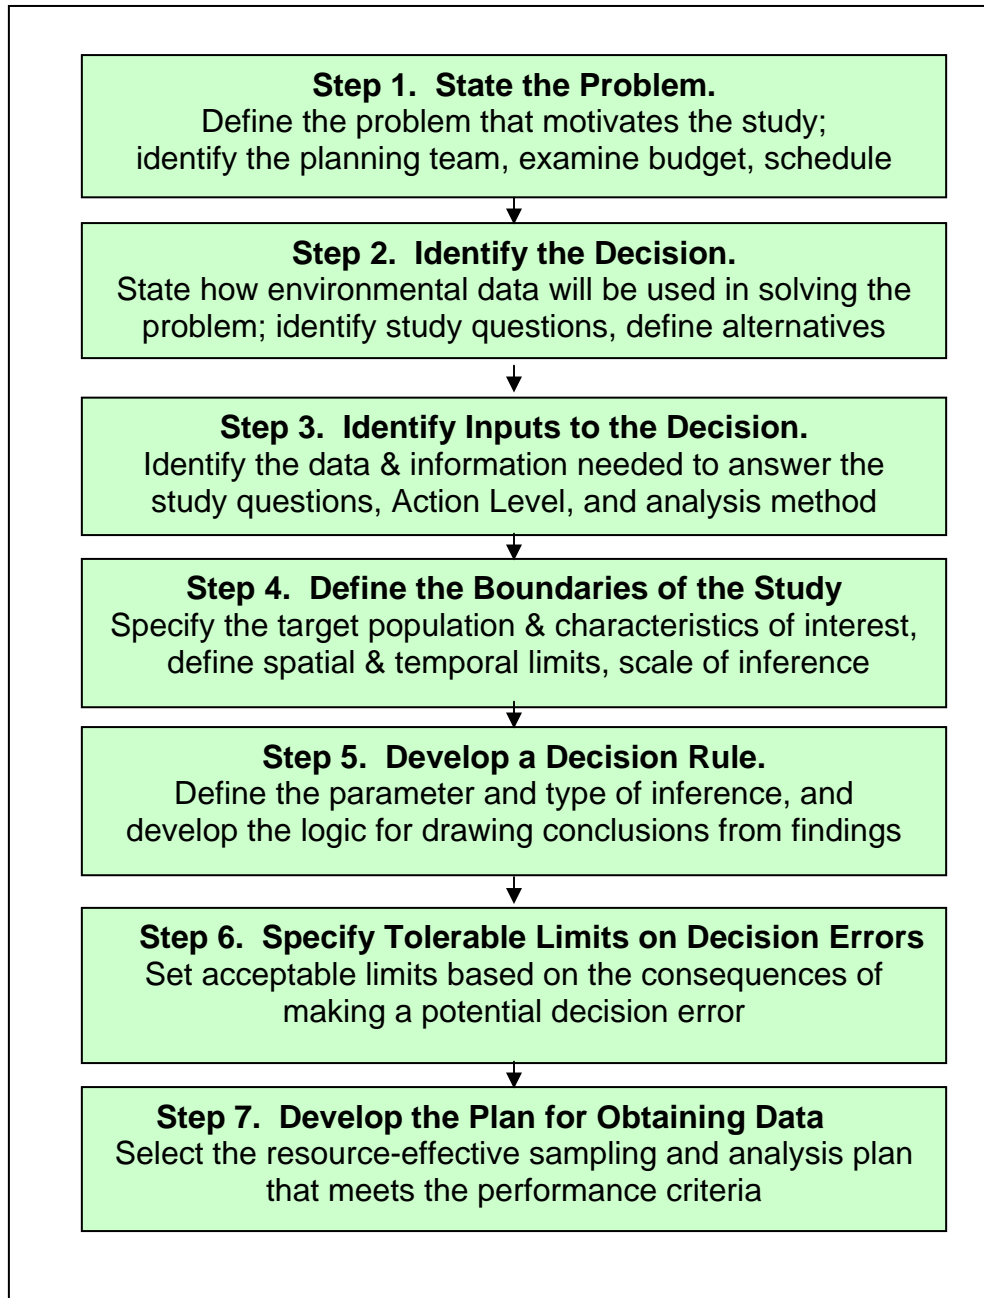 Step 1.  State the Problem.
Define the problem that motivates the study;
identify the planning team, examine budget, schedule
Step 2.  Identify the Decision.
State how environmental data will be used in solving the
problem; identify study questions, define alternatives
Step 3.  Identify Inputs to the Decision.
Identify the data & information needed to answer the
study questions, Action Level, and analysis method
Step 4.  Define the Boundaries of the Study
Specify the target population & characteristics of interest,
define spatial & temporal limits, scale of inference
Step 5.  Develop a Decision Rule.
Define the parameter and type of inference, and
develop the logic for drawing conclusions from findings
Step 6.  Specify Tolerable Limits on Decision Errors
Set acceptable limits based on the consequences of
making a potential decision error
Step 7.  Develop the Plan for Obtaining Data
Select the resource-effective sampling and analysis plan
that meets the performance criteria